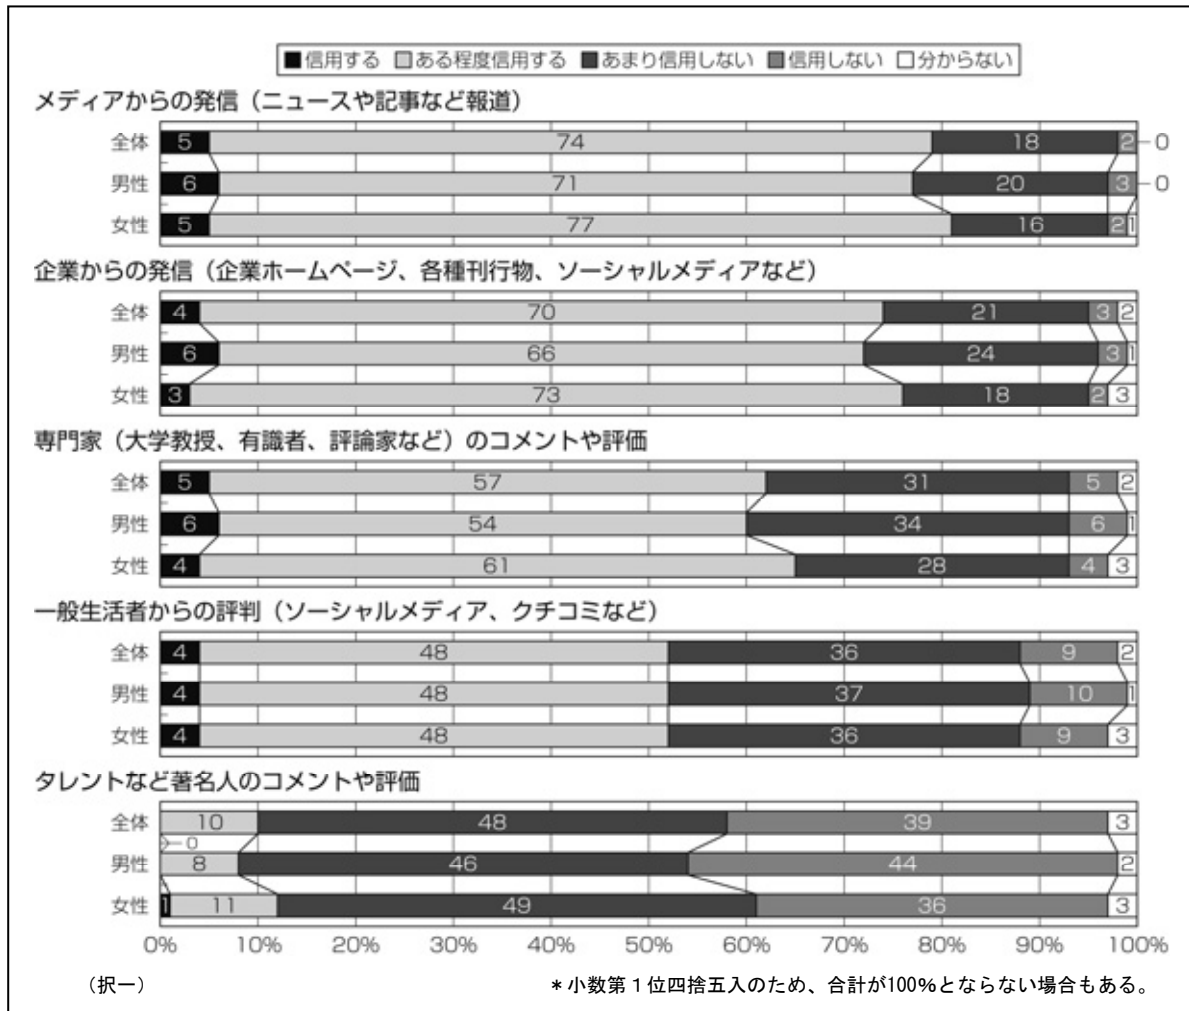 ■信用する □ある程度信用する ■あまり信用しない ■信用しない □分からない
メディアからの発信（ニュースや記事など報道）
全体 5 74 18 2 0
男性 6 71 20 3 0
女性 5 77 16 2 1
企業からの発信（企業ホームページ、各種刊行物、ソーシャルメディアなど）
全体 4 70 21 3 2
男性 6 66 24 3 1
女性 3 73 18 2 3
専門家（大学教授、有識者、評論家など）のコメントや評価
全体 5 57 31 5 2
男性 6 54 34 6 1
女性 4 61 28 4 3
一般生活者からの評判（ソーシャルメディア、クチコミなど）
全体 4 48 36 9 2
男性 4 48 37 10 1
女性 4 48 36 9 3
タレントなど著名人のコメントや評価
全体 10 48 39 3
0
男性 8 46 44 2
女性 1 11 49 36 3
0% 10% 20% 30% 40% 50% 60% 70% 80% 90% 100%
（択一） ＊小数第1位四捨五入のため、合計が100％とならない場合もある。